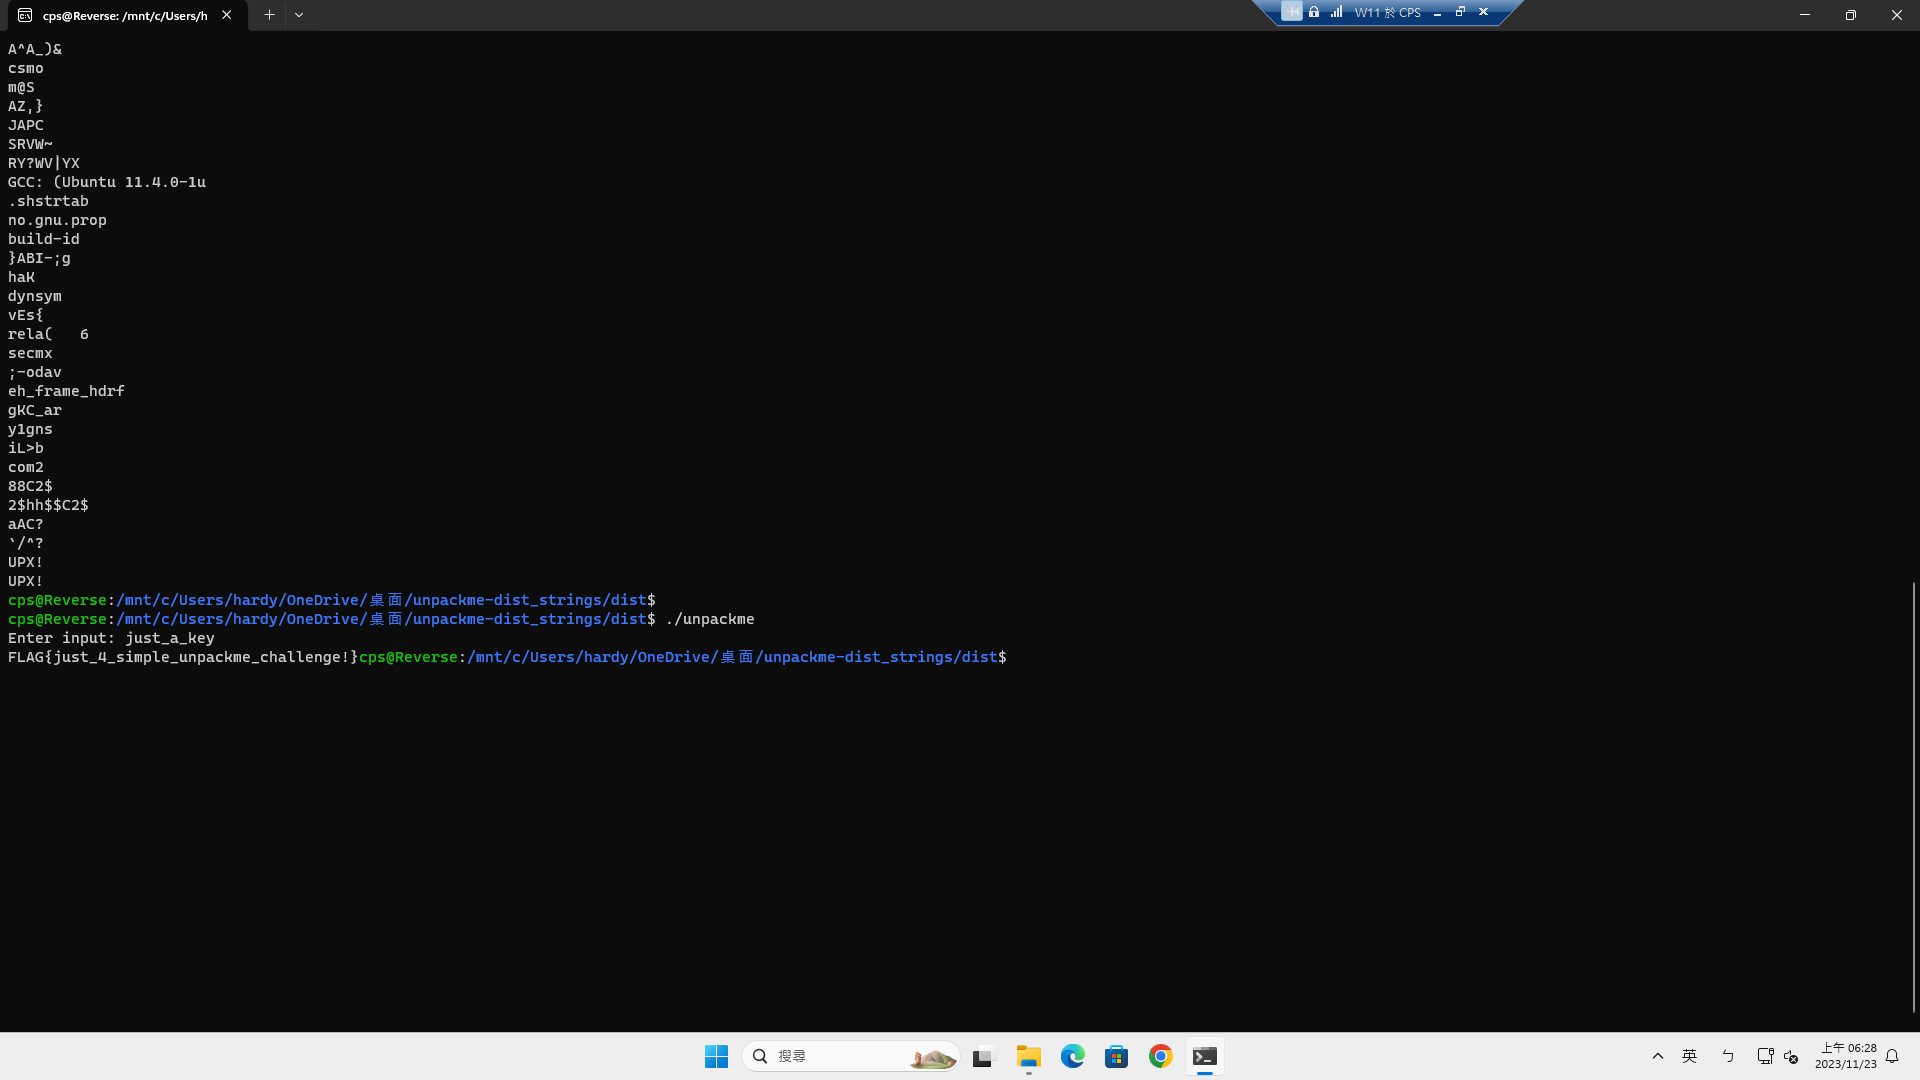 cps@Reverse: /mnt/c/Users/h
W11 於 CPS
A^A_)&
csmo
m@S
AZ,}
JAPC
SRVW~
RY?WV|YX
GCC: (Ubuntu 11.4.0-1u
.shstrtab
no.gnu.prop
build-id
}ABI-;g
haK
dynsym
vEs{
rela(   6
secmx
;-odav
eh_frame_hdrf
gKC_ar
y1gns
iL>b
com2
88C2$
2$hh$$C2$
aAC?
`/^?
UPX!
UPX!
cps@Reverse:/mnt/c/Users/hardy/OneDrive/桌面/unpackme-dist_strings/dist$
cps@Reverse:/mnt/c/Users/hardy/OneDrive/桌面/unpackme-dist_strings/dist$ ./unpackme
Enter input: just_a_key
FLAG{just_4_simple_unpackme_challenge!}cps@Reverse:/mnt/c/Users/hardy/OneDrive/桌面/unpackme-dist_strings/dist$
搜尋
英
ㄅ
上午 06:28
2023/11/23